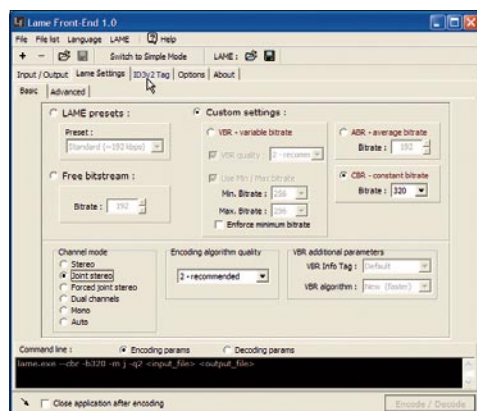 Lame Front-End 1.0
File File list Language LAME Help
+ - Switch to Simple Mode LAME:
Input / Output Lame Settings ID3v2 Tag Options About
Basic Advanced
LAME presets :
Preset :
Standard (~192 kbps)
Free bitstream :
Bitrate : 192
Custom settings :
VBR - variable bitrate
VBR quality : 2 - recomm
Use Min / Max bitrate
Min. Bitrate : 256
Max. Bitrate : 256
Enforce minimum bitrate
ABR - average bitrate
Bitrate : 192
CBR - constant bitrate
Bitrate : 320
Channel mode
Stereo
Joint stereo
Forced joint stereo
Dual channels
Mono
Auto
Encoding algorithm quality
2 - recommended
VBR additional parameters
VBR Info Tag : Default
VBR algorithm : New (faster)
Command line : Encoding params Decoding params
lame.exe --cbr -b320 -m j -q2 <input_file> <output_file>
Close application after encoding
Encode / Decode